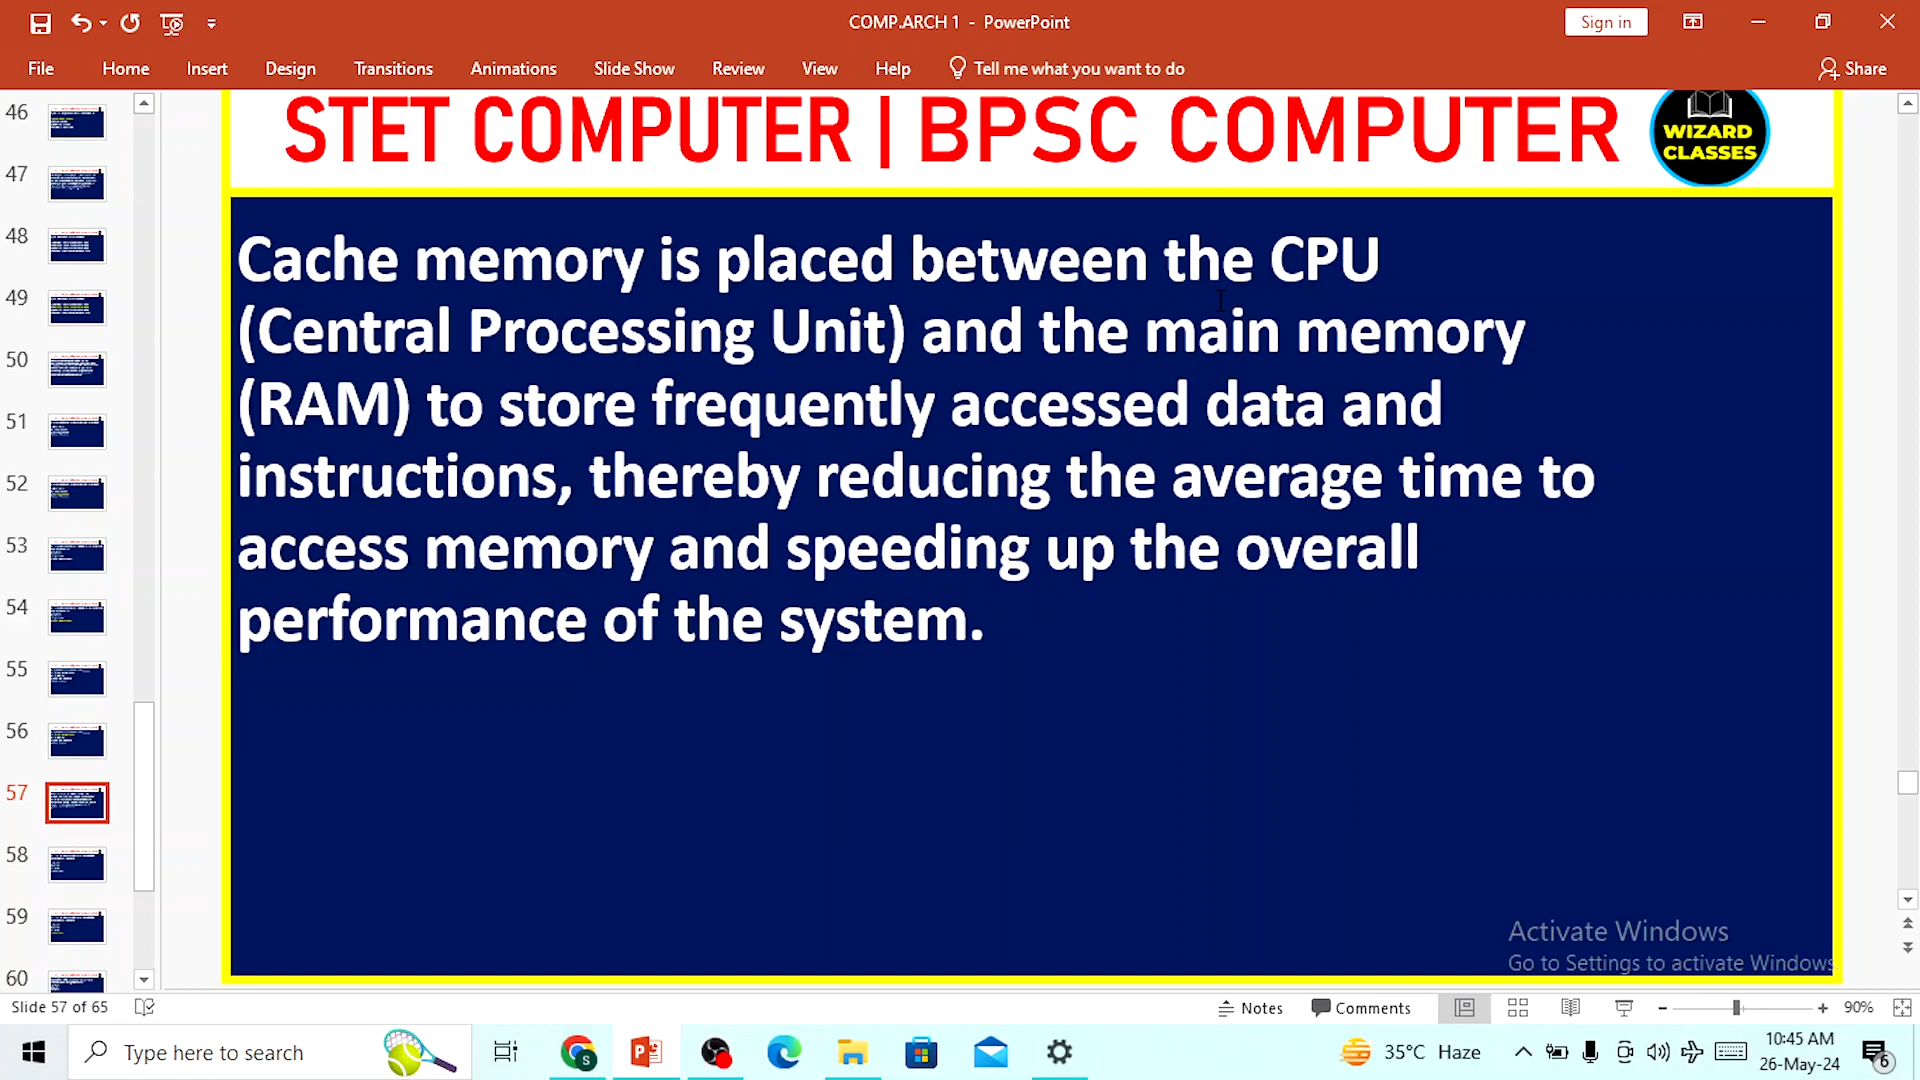 COMP.ARCH 1 - PowerPoint
Sign in
File Home Insert Design Transitions Animations Slide Show Review View Help Tell me what you want to do
Share
STET COMPUTER | BPSC COMPUTER
WIZARD
CLASSES
Cache memory is placed between the CPU
(Central Processing Unit) and the main memory
(RAM) to store frequently accessed data and
instructions, thereby reducing the average time to
access memory and speeding up the overall
performance of the system.
46
47
48
49
50
51
52
53
54
55
56
57
58
59
60
Activate Windows
Go to Settings to activate Windows.
Slide 57 of 65
Notes Comments
90%
Type here to search
35°C Haze
10:45 AM
26-May-24
6